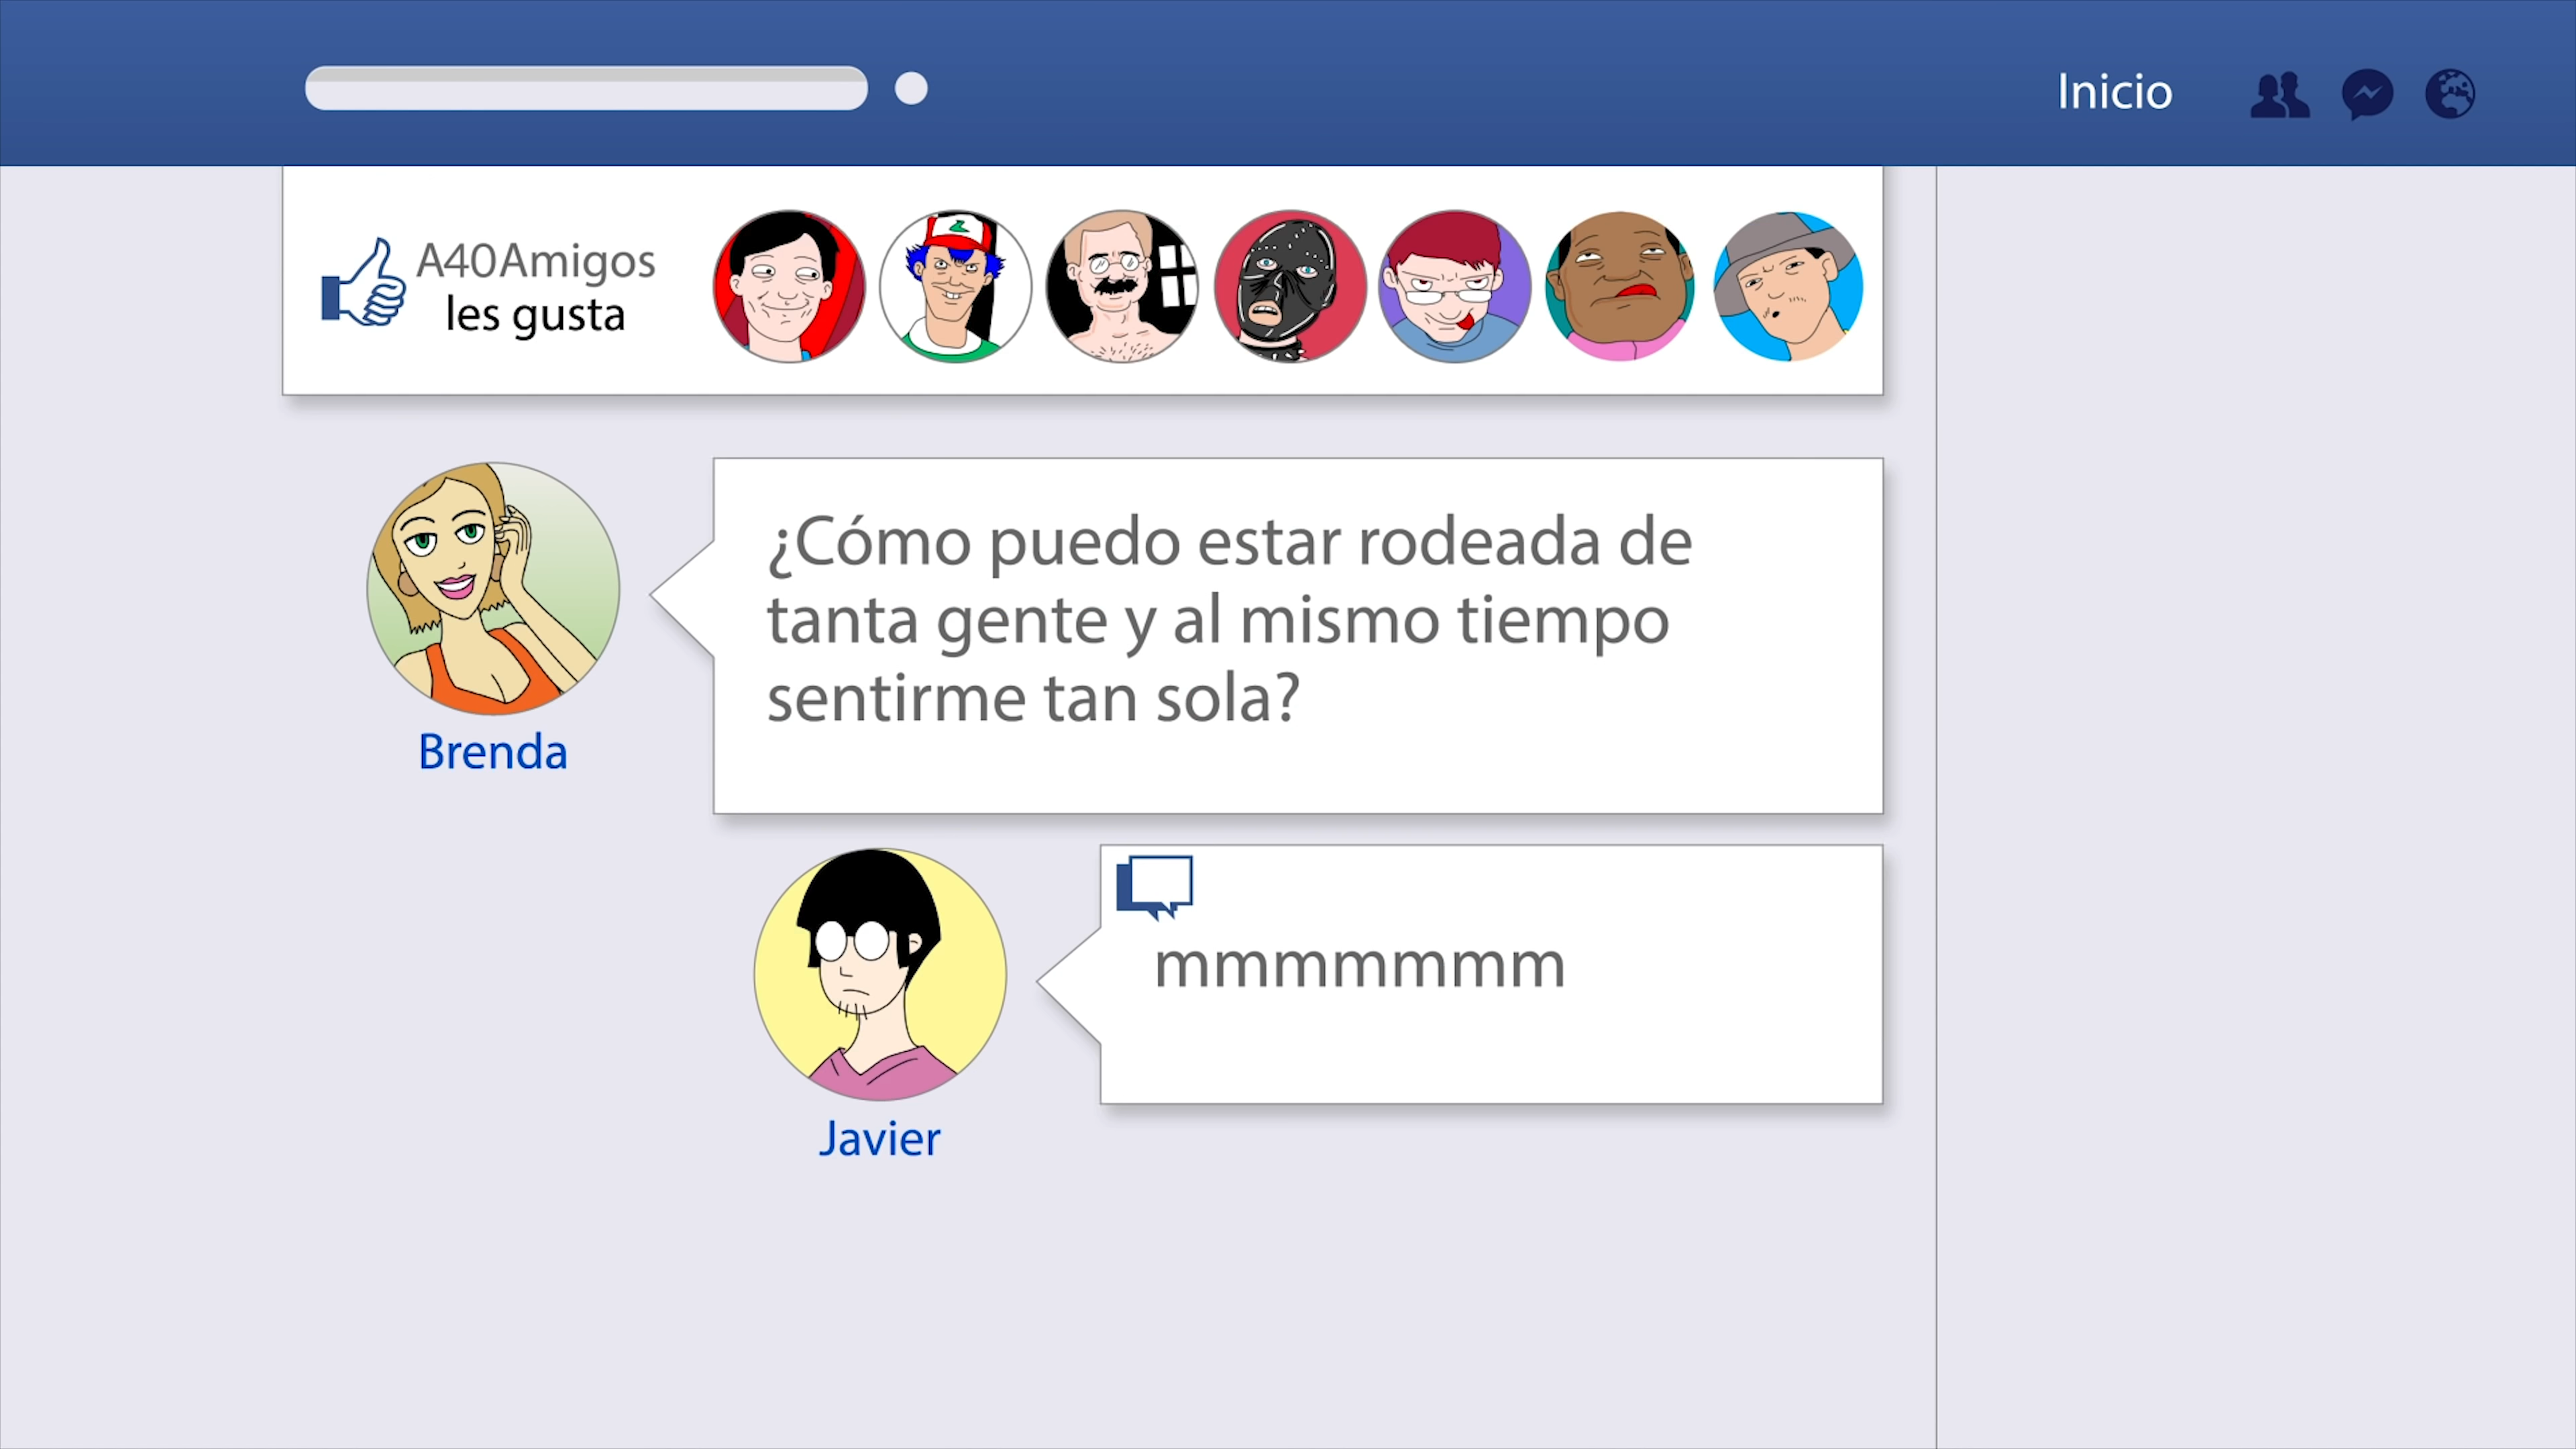 Inicio
A40Amigos
les gusta
¿Cómo puedo estar rodeada de
tanta gente y al mismo tiempo
sentirme tan sola?
Brenda
mmmmmmm
Javier